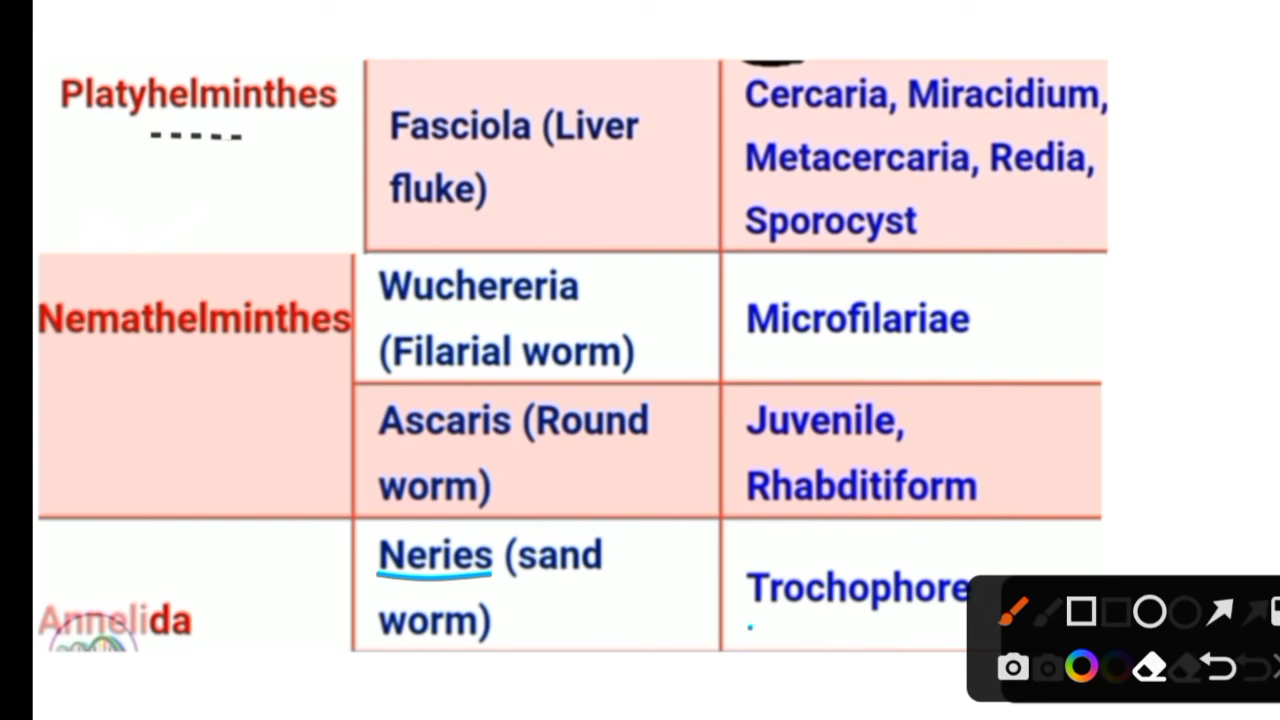 Platyhelminthes
Fasciola (Liver
fluke)
Cercaria, Miracidium,
Metacercaria, Redia,
Sporocyst
Nemathelminthes
Wuchereria
(Filarial worm)
Microfilariae
Ascaris (Round
worm)
Juvenile,
Rhabditiform
Annelida
Neries (sand
worm)
Trochophore